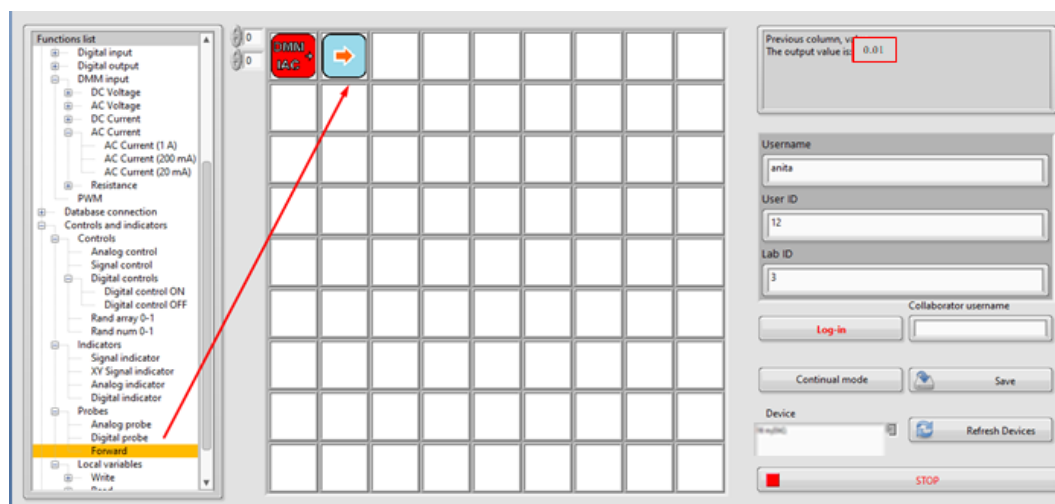 Functions list
Digital input
Digital output
DMM input
DC Voltage
AC Voltage
DC Current
AC Current
AC Current (1 A)
AC Current (200 mA)
AC Current (20 mA)
Resistance
PWM
Database connection
Controls and indicators
Controls
Analog control
Signal control
Digital controls
Digital control ON
Digital control OFF
Rand array 0-1
Rand num 0-1
Indicators
Signal indicator
XY Signal indicator
Analog indicator
Digital indicator
Probes
Analog probe
Digital probe
Forward
Local variables
Write
0
0
DMM
IAC
Previous column,
The output value is: 0.01
Username
anita
User ID
12
Lab ID
3
Collaborator username
Log-in
Continual mode
Save
Device
Refresh Devices
STOP